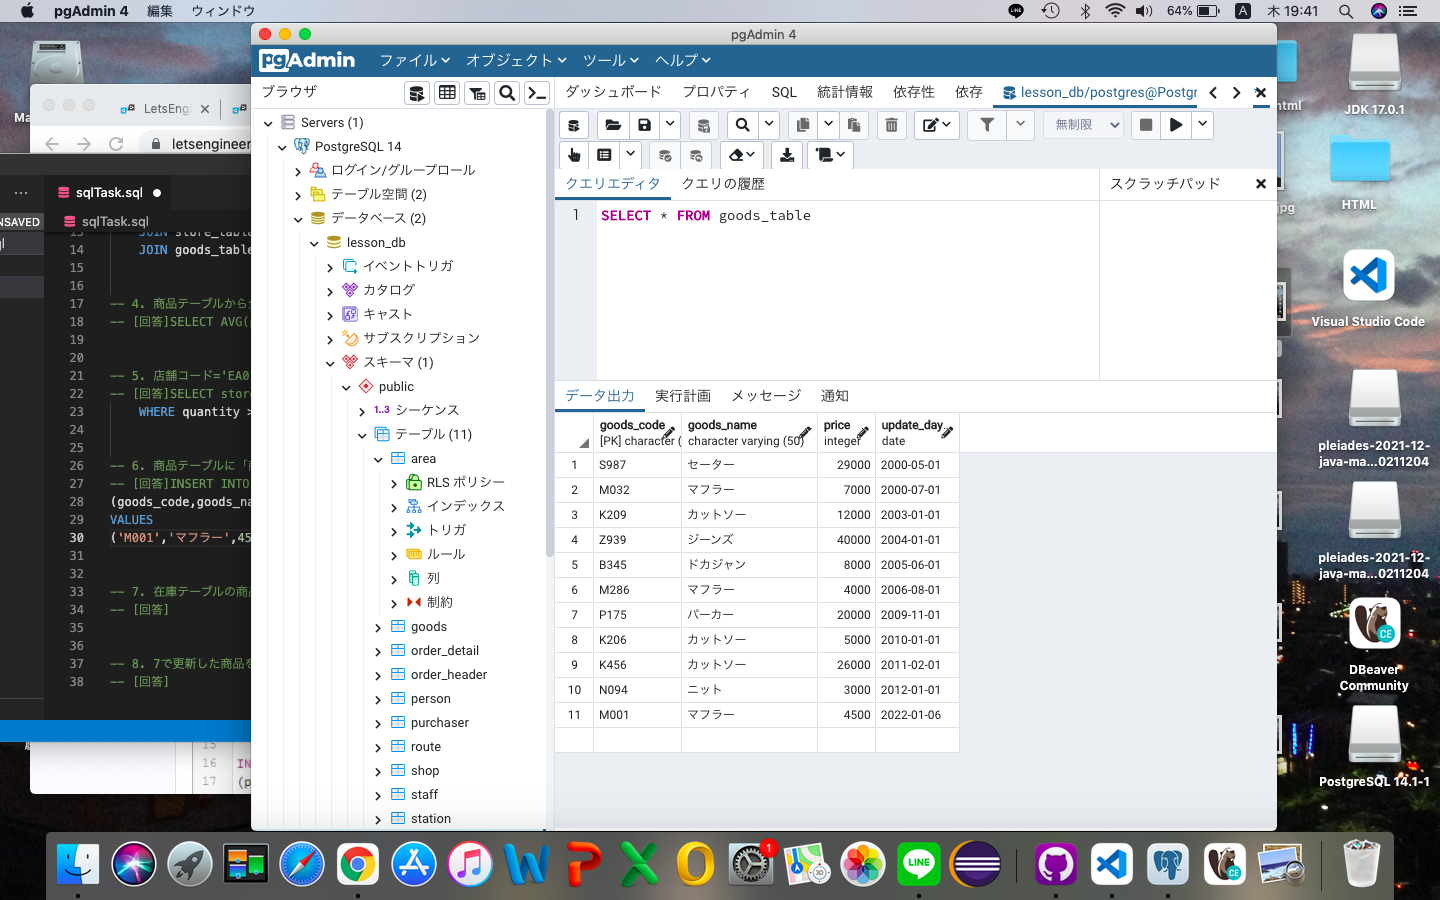 pgAdmin 4 編集 ウィンドウ
64% A 木 19:41
pgAdmin 4
pgAdmin ファイル オブジェクト ツール ヘルプ
ブラウザ
ダッシュボード プロパティ SQL 統計情報 依存性 依存 lesson_db/postgres@Postgr
無制限
クエリエディタ クエリの履歴
スクラッチパッド
1 SELECT * FROM goods_table
Servers (1)
PostgreSQL 14
ログイン/グループロール
テーブル空間 (2)
データベース (2)
lesson_db
イベントトリガ
カタログ
キャスト
サブスクリプション
スキーマ (1)
public
1..3 シーケンス
テーブル (11)
area
RLS ポリシー
インデックス
トリガ
ルール
列
制約
goods
order_detail
order_header
person
purchaser
route
shop
staff
station
データ出力 実行計画 メッセージ 通知
goods_code goods_name price update_day
[PK] character ( character varying (50) integer date
1 S987 セーター 29000 2000-05-01
2 M032 マフラー 7000 2000-07-01
3 K209 カットソー 12000 2003-01-01
4 Z939 ジーンズ 40000 2004-01-01
5 B345 ドカジャン 8000 2005-06-01
6 M286 マフラー 4000 2006-08-01
7 P175 パーカー 20000 2009-11-01
8 K206 カットソー 5000 2010-01-01
9 K456 カットソー 26000 2011-02-01
10 N094 ニット 3000 2012-01-01
11 M001 マフラー 4500 2022-01-06
Ma
LetsEngi
letsengineer
sqlTask.sql
NSAVED
sqlTask.sql
13 JOIN store_table
14 JOIN goods_table
15
16
17 -- 4. 商品テーブルから
18 -- [回答]SELECT AVG(
19
20
21 -- 5. 店舗コード='EA0
22 -- [回答]SELECT stor
23 WHERE quantity >
24
25
26 -- 6. 商品テーブルに「
27 -- [回答]INSERT INTO
28 (goods_code,goods_na
29 VALUES
30 ('M001','マフラー',45
31
32
33 -- 7. 在庫テーブルの商
34 -- [回答]
35
36
37 -- 8. 7で更新した商品を
38 -- [回答]
15
16 IN
17 (p
html
jpg
JDK 17.0.1
HTML
Visual Studio Code
pleiades-2021-12-
java-ma...0211204
pleiades-2021-12-
java-ma...0211204
DBeaver
Community
PostgreSQL 14.1-1
1
LINE
3D
CE